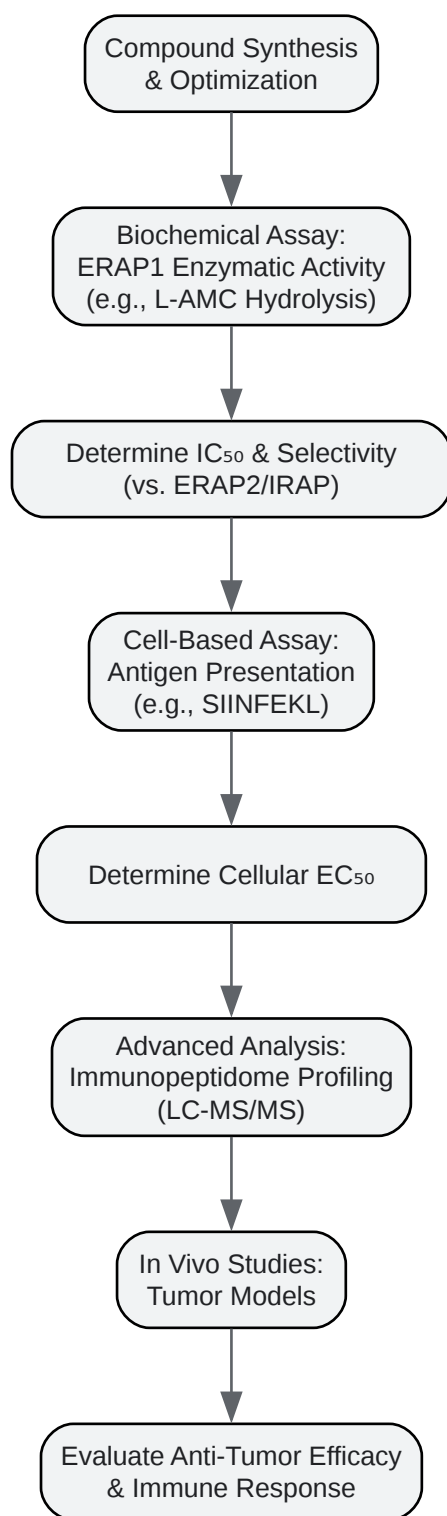 Compound Synthesis
& Optimization
Biochemical Assay:
ERAP1 Enzymatic Activity
(e.g., L-AMC Hydrolysis)
Determine IC₅₀ & Selectivity
(vs. ERAP2/IRAP)
Cell-Based Assay:
Antigen Presentation
(e.g., SIINFEKL)
Determine Cellular EC₅₀
Advanced Analysis:
Immunopeptidome Profiling
(LC-MS/MS)
In Vivo Studies:
Tumor Models
Evaluate Anti-Tumor Efficacy
& Immune Response